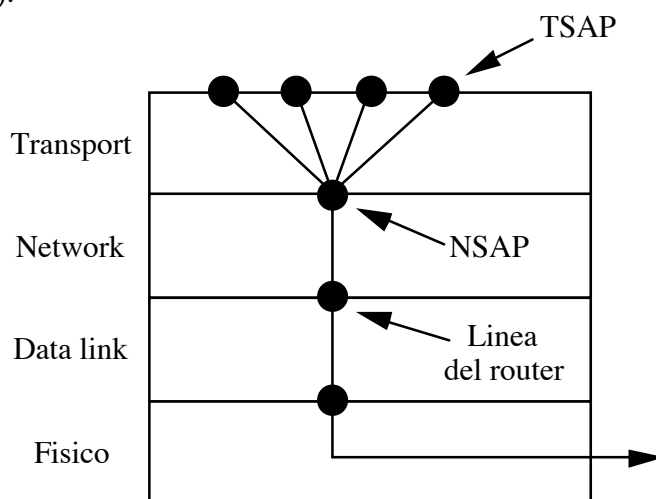 ).
TSAP
Transport
Network
NSAP
Data link
Linea
del router
Fisico